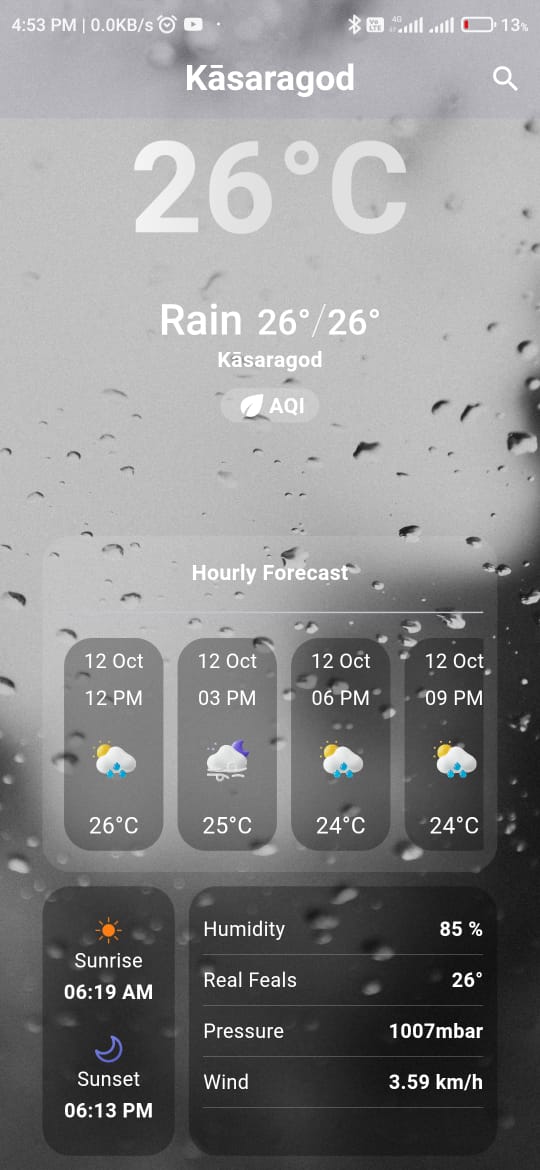 4:53 PM | 0.0KB/s
Vo LTE 4G 13%
Kāsaragod
26°C
Rain 26°/26°
Kāsaragod
AQI
Hourly Forecast
12 Oct 12 Oct 12 Oct 12 Oct
12 PM 03 PM 06 PM 09 PM
26°C 25°C 24°C 24°C
Sunrise
06:19 AM
Sunset
06:13 PM
Humidity 85 %
Real Feals 26°
Pressure 1007mbar
Wind 3.59 km/h